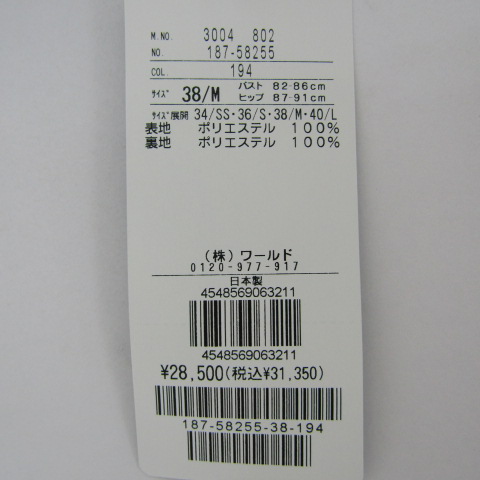 M.NO. 3004 802
NO. 187-58255
COL. 194
ｻｲｽﾞ 38/M バスト 82-86cm
ヒップ 87-91cm
ｻｲｽﾞ展開 34/SS・36/S・38/M・40/L
表地 ポリエステル 100%
裏地 ポリエステル 100%
(株)ワールド
0120-977-917
日本製
4548569063211
4548569063211
¥28,500(税込¥31,350)
187-58255-38-194